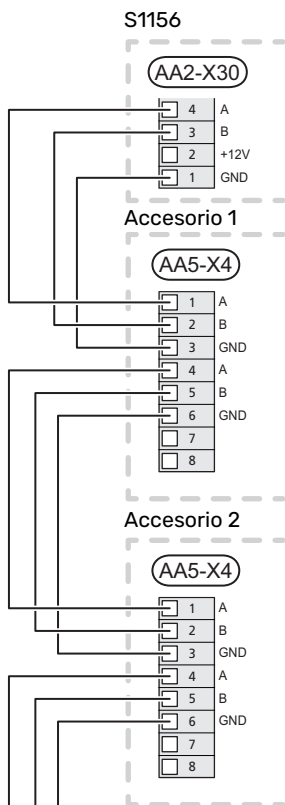 S1156
AA2-X30
4 A
3 B
2 +12V
1 GND
Accesorio 1
AA5-X4
1 A
2 B
3 GND
4 A
5 B
6 GND
7
8
Accesorio 2
AA5-X4
1 A
2 B
3 GND
4 A
5 B
6 GND
7
8